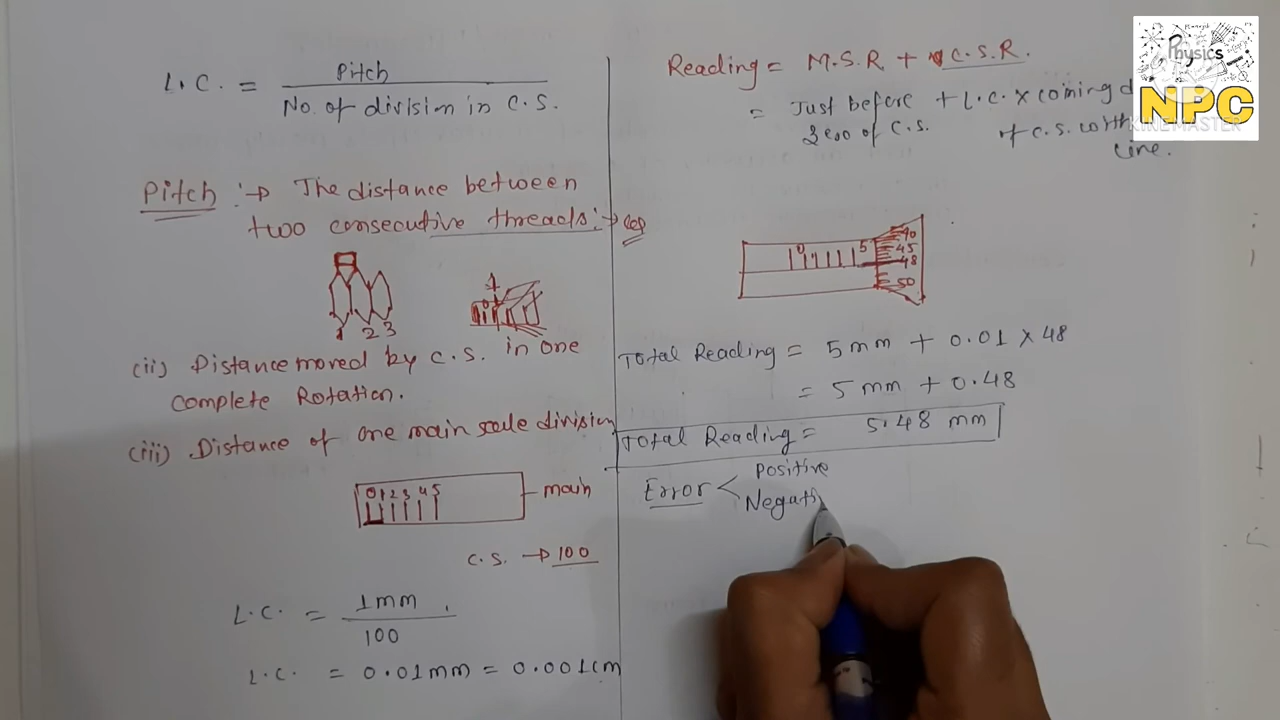 L.C. = Pitch
No. of division in C.S.
Pitch :→ The distance between
two consecutive threads :→
1 2 3
(ii) Distance moved by C.S. in one
Complete Rotation.
(iii) Distance of one main scale division
0 1 2 3 4 5
main
C.S. → 100
L.C. = 1mm
100
L.C. = 0.01mm = 0.001cm
Reading = M.S.R + C.S.R.
= Just before + L.C. × coming d
zero of C.S. of C.S. with
line.
0 5 90
45
48
50
Total Reading = 5mm + 0.01 × 48
= 5 mm + 0.48
Total Reading = 5.48 mm
Error < Positive
Negati
Physics
NPC
KINEMASTER